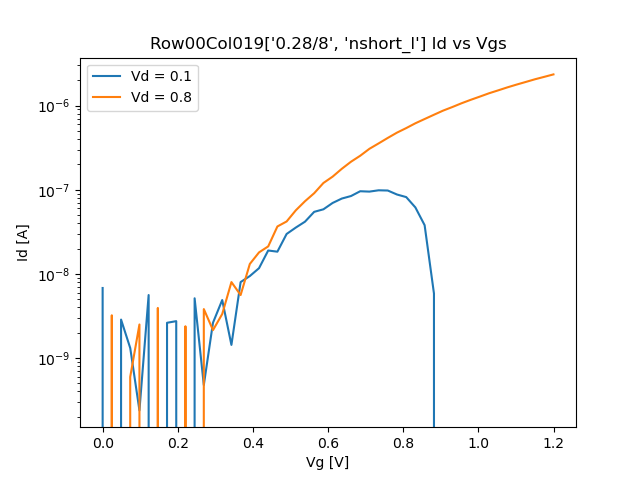 Row00Col019['0.28/8', 'nshort_l'] Id vs Vgs
Vd = 0.1
Vd = 0.8
10⁻⁶
10⁻⁷
10⁻⁸
10⁻⁹
Id [A]
0.0 0.2 0.4 0.6 0.8 1.0 1.2
Vg [V]